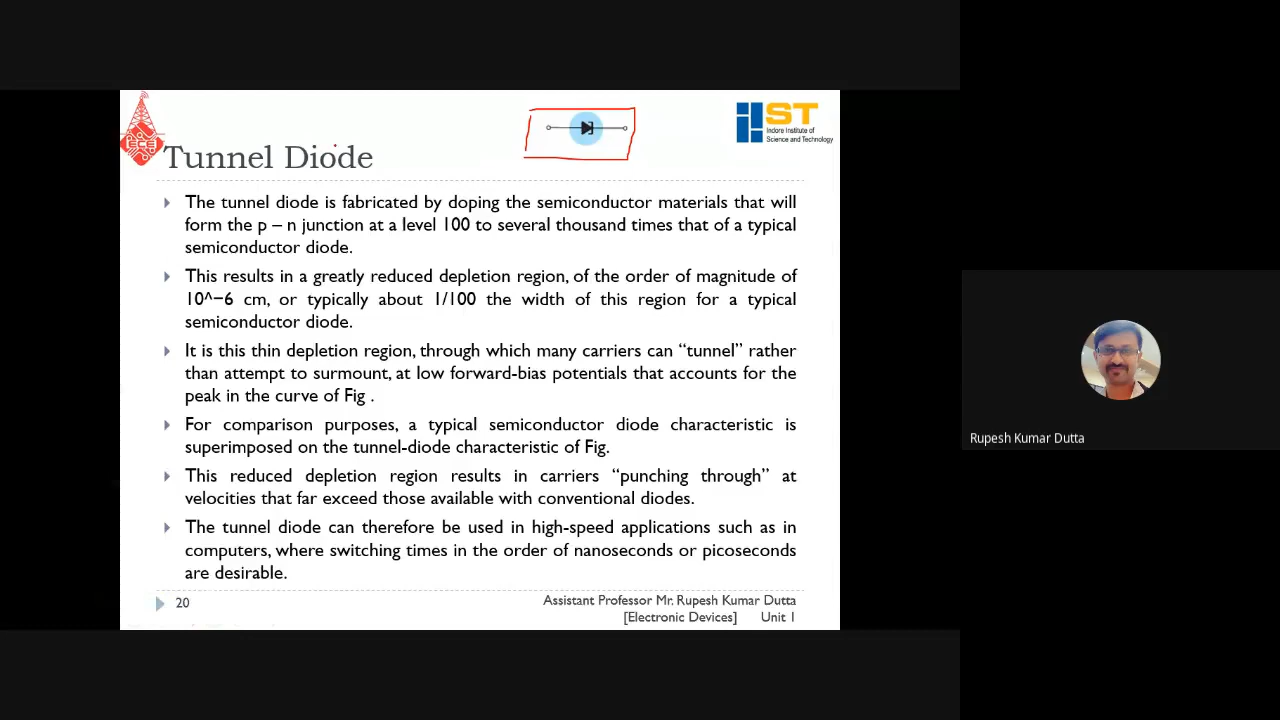 ECE
ST
Indore Institute of
Science and Technology
Tunnel Diode
The tunnel diode is fabricated by doping the semiconductor materials that will
form the p – n junction at a level 100 to several thousand times that of a typical
semiconductor diode.
This results in a greatly reduced depletion region, of the order of magnitude of
10^−6 cm, or typically about 1/100 the width of this region for a typical
semiconductor diode.
It is this thin depletion region, through which many carriers can “tunnel” rather
than attempt to surmount, at low forward-bias potentials that accounts for the
peak in the curve of Fig .
For comparison purposes, a typical semiconductor diode characteristic is
superimposed on the tunnel-diode characteristic of Fig.
This reduced depletion region results in carriers “punching through” at
velocities that far exceed those available with conventional diodes.
The tunnel diode can therefore be used in high-speed applications such as in
computers, where switching times in the order of nanoseconds or picoseconds
are desirable.
20
Assistant Professor Mr. Rupesh Kumar Dutta
[Electronic Devices] Unit 1
Rupesh Kumar Dutta